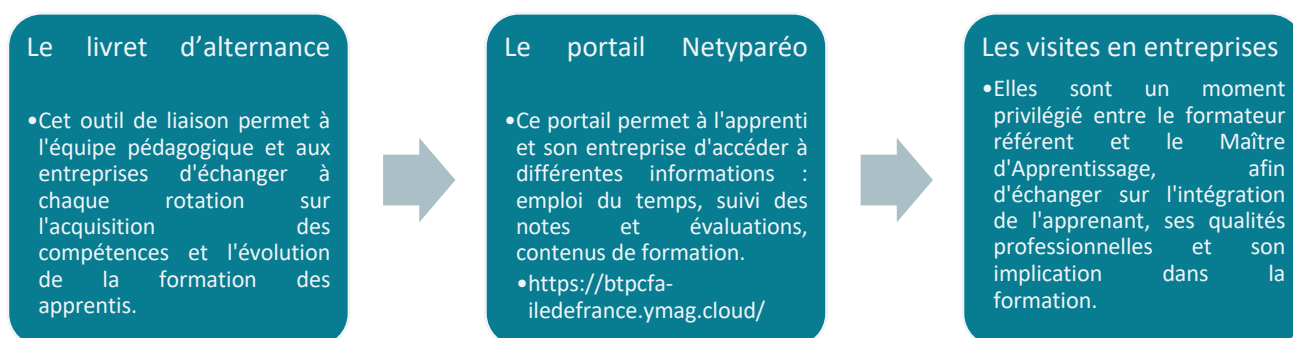 Le livret d’alternance
•Cet outil de liaison permet à
l'équipe pédagogique et aux
entreprises d'échanger à
chaque rotation sur
l'acquisition des
compétences et l'évolution
de la formation des
apprentis.
Le portail Netyparéo
•Ce portail permet à l'apprenti
et son entreprise d'accéder à
différentes informations :
emploi du temps, suivi des
notes et évaluations,
contenus de formation.
•https://btpcfa-
iledefrance.ymag.cloud/
Les visites en entreprises
•Elles sont un moment
privilégié entre le formateur
référent et le Maître
d'Apprentissage, afin
d'échanger sur l'intégration
de l'apprenant, ses qualités
professionnelles et son
implication dans la
formation.